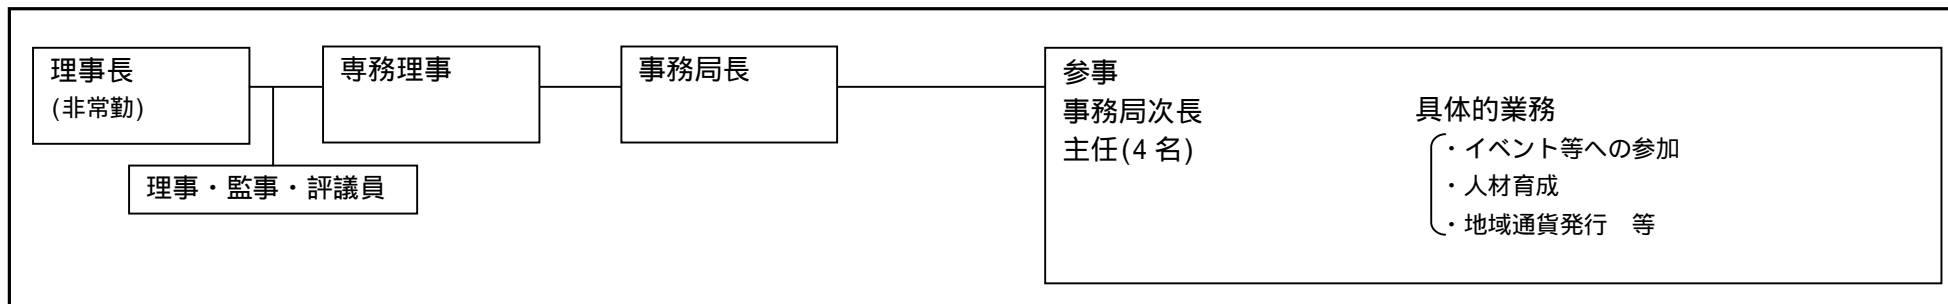 理事長
(非常勤)
専務理事
事務局長
理事・監事・評議員
参事
事務局次長
主任(4 名)
具体的業務
・イベント等への参加
・人材育成
・地域通貨発行　等